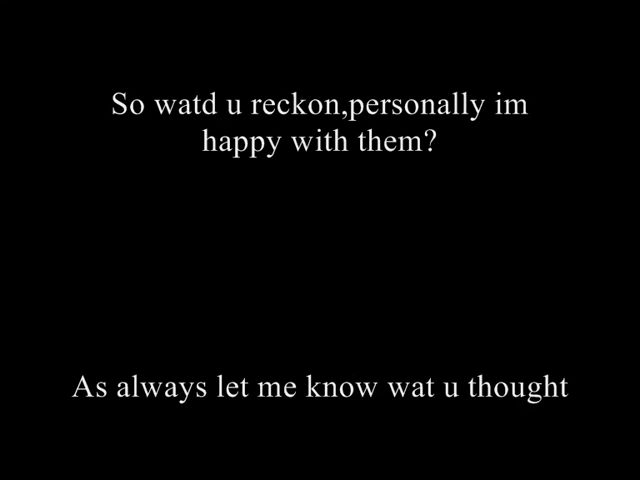 So watd u reckon,personally im
happy with them?
As always let me know wat u thought